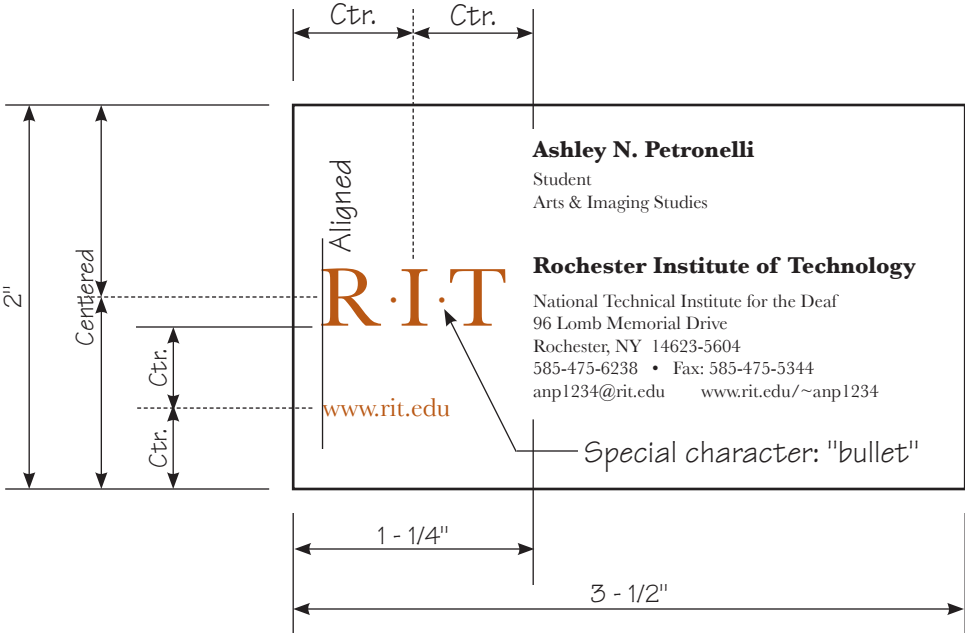 Ctr. Ctr.
Ashley N. Petronelli
Student
Arts & Imaging Studies
Aligned
Rochester Institute of Technology
R·I·T
National Technical Institute for the Deaf
96 Lomb Memorial Drive
Rochester, NY 14623-5604
585-475-6238 • Fax: 585-475-5344
anp1234@rit.edu www.rit.edu/~anp1234
2"
Centered
Ctr.
www.rit.edu
Ctr.
Special character: "bullet"
1 - 1/4"
3 - 1/2"